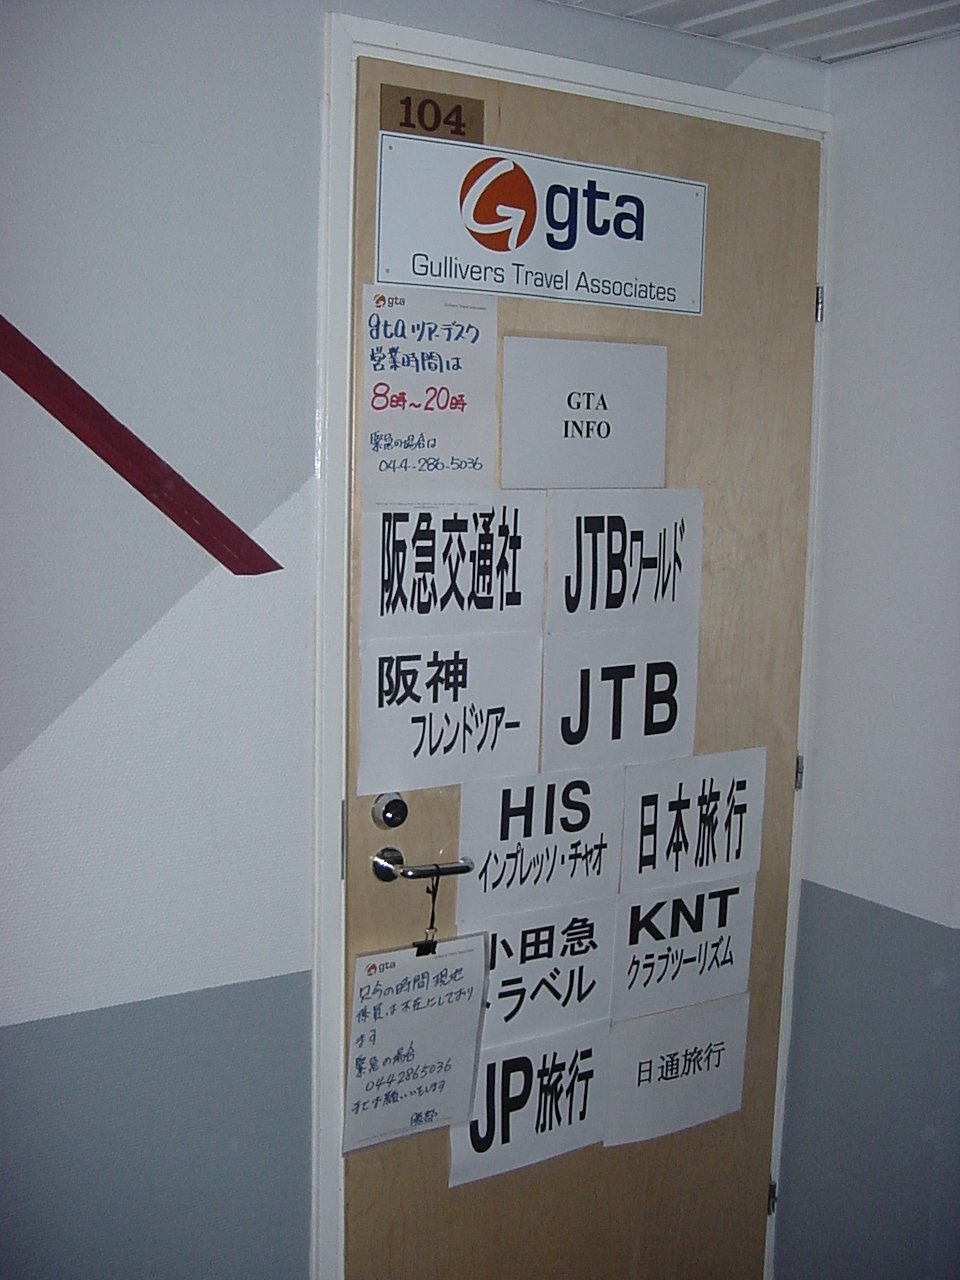 104
gta
Gullivers Travel Associates
gta
gtaツアーデスク
営業時間は
8時～20時
緊急の場合は
044-286-5036
GTA
INFO
阪急交通社
JTBワールド
阪神
フレンドツアー
JTB
HIS
インプレッソ・チャオ
日本旅行
小田急
トラベル
KNT
クラブツーリズム
gta
只今の時間現地
係員は不在にしており
ます
緊急の場合
0442865036
までお願いいたします
JP旅行
日通旅行